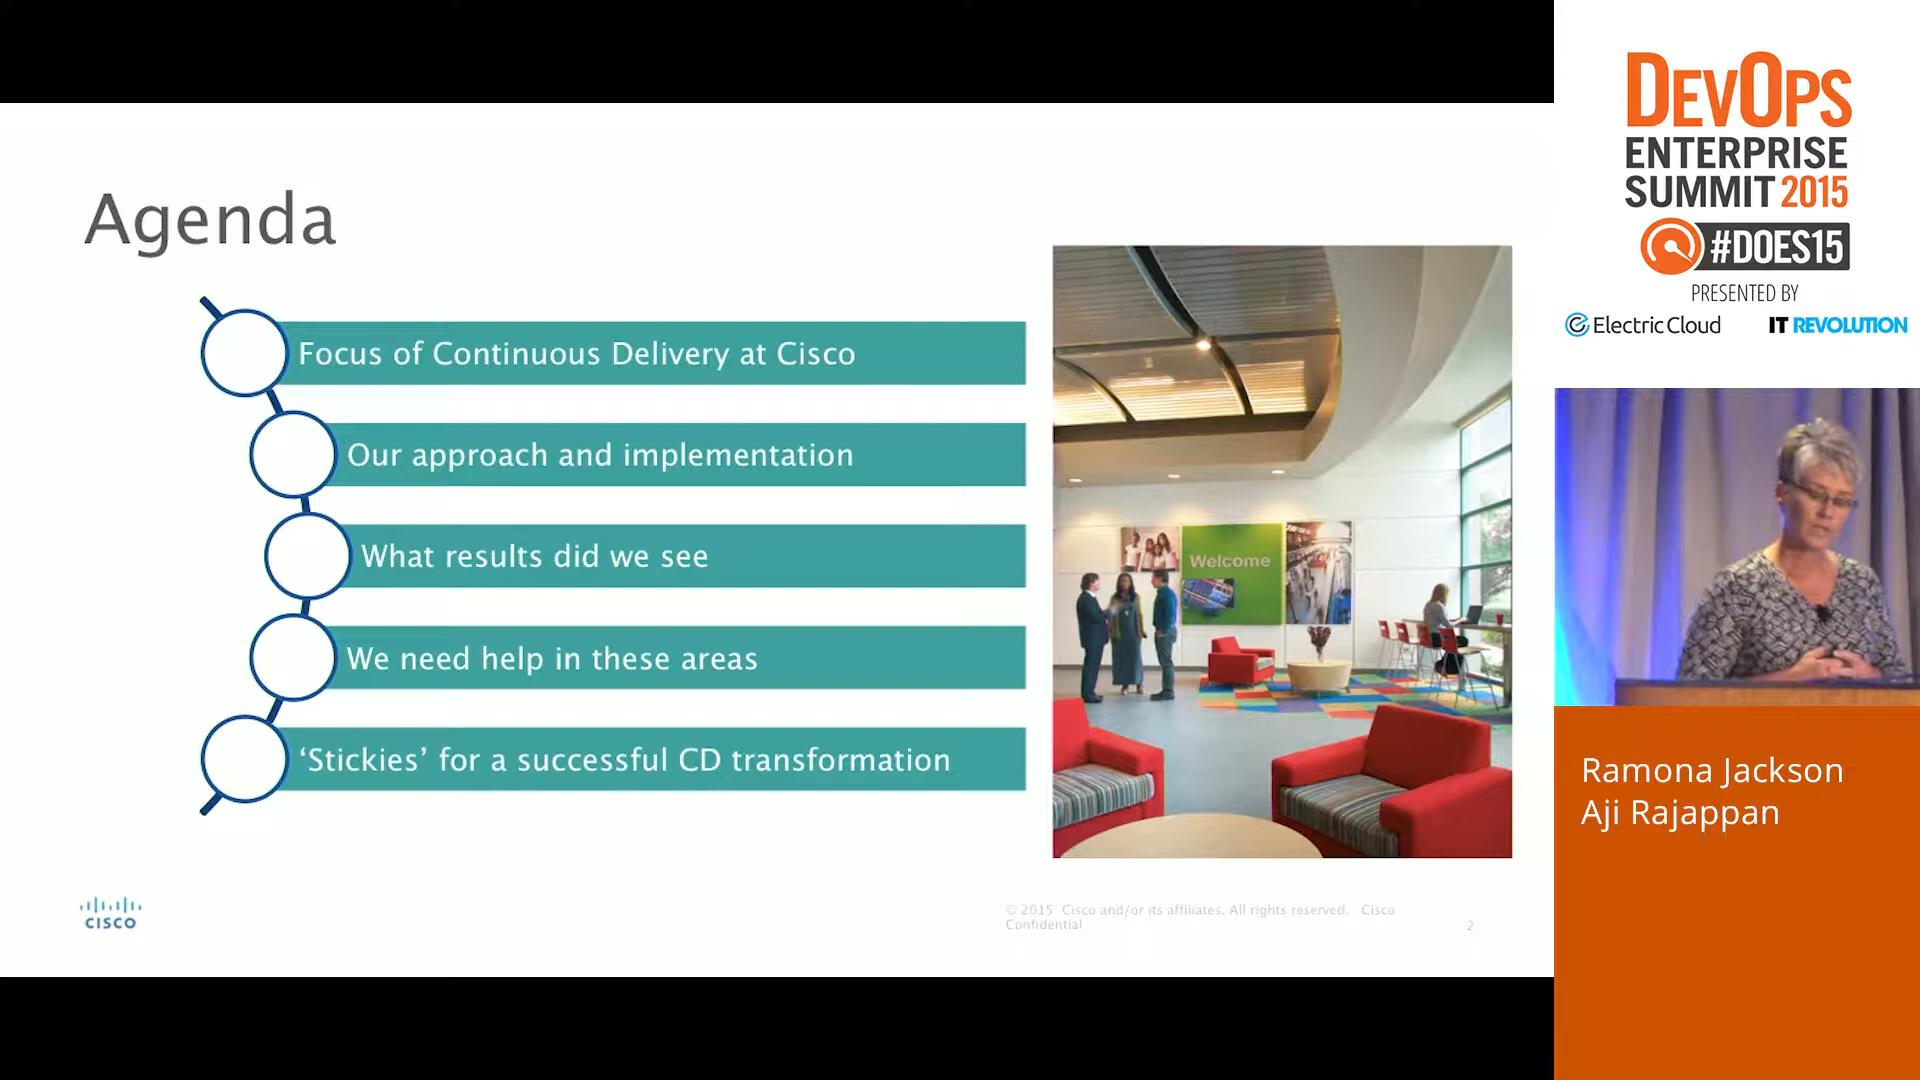 Agenda
Focus of Continuous Delivery at Cisco
Our approach and implementation
What results did we see
We need help in these areas
‘Stickies’ for a successful CD transformation
Welcome
CISCO
© 2015 Cisco and/or its affiliates. All rights reserved. Cisco
Confidential
2
DEVOPS
ENTERPRISE
SUMMIT 2015
#DOES15
PRESENTED BY
Electric Cloud
IT REVOLUTION
Ramona Jackson
Aji Rajappan